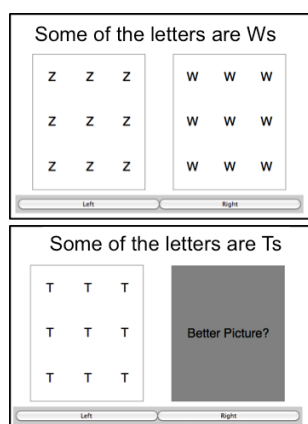 Some of the letters are Ws
Z Z Z W W W
Z Z Z W W W
Z Z Z W W W
Left Right
Some of the letters are Ts
T T T
T T T Better Picture?
T T T
Left Right